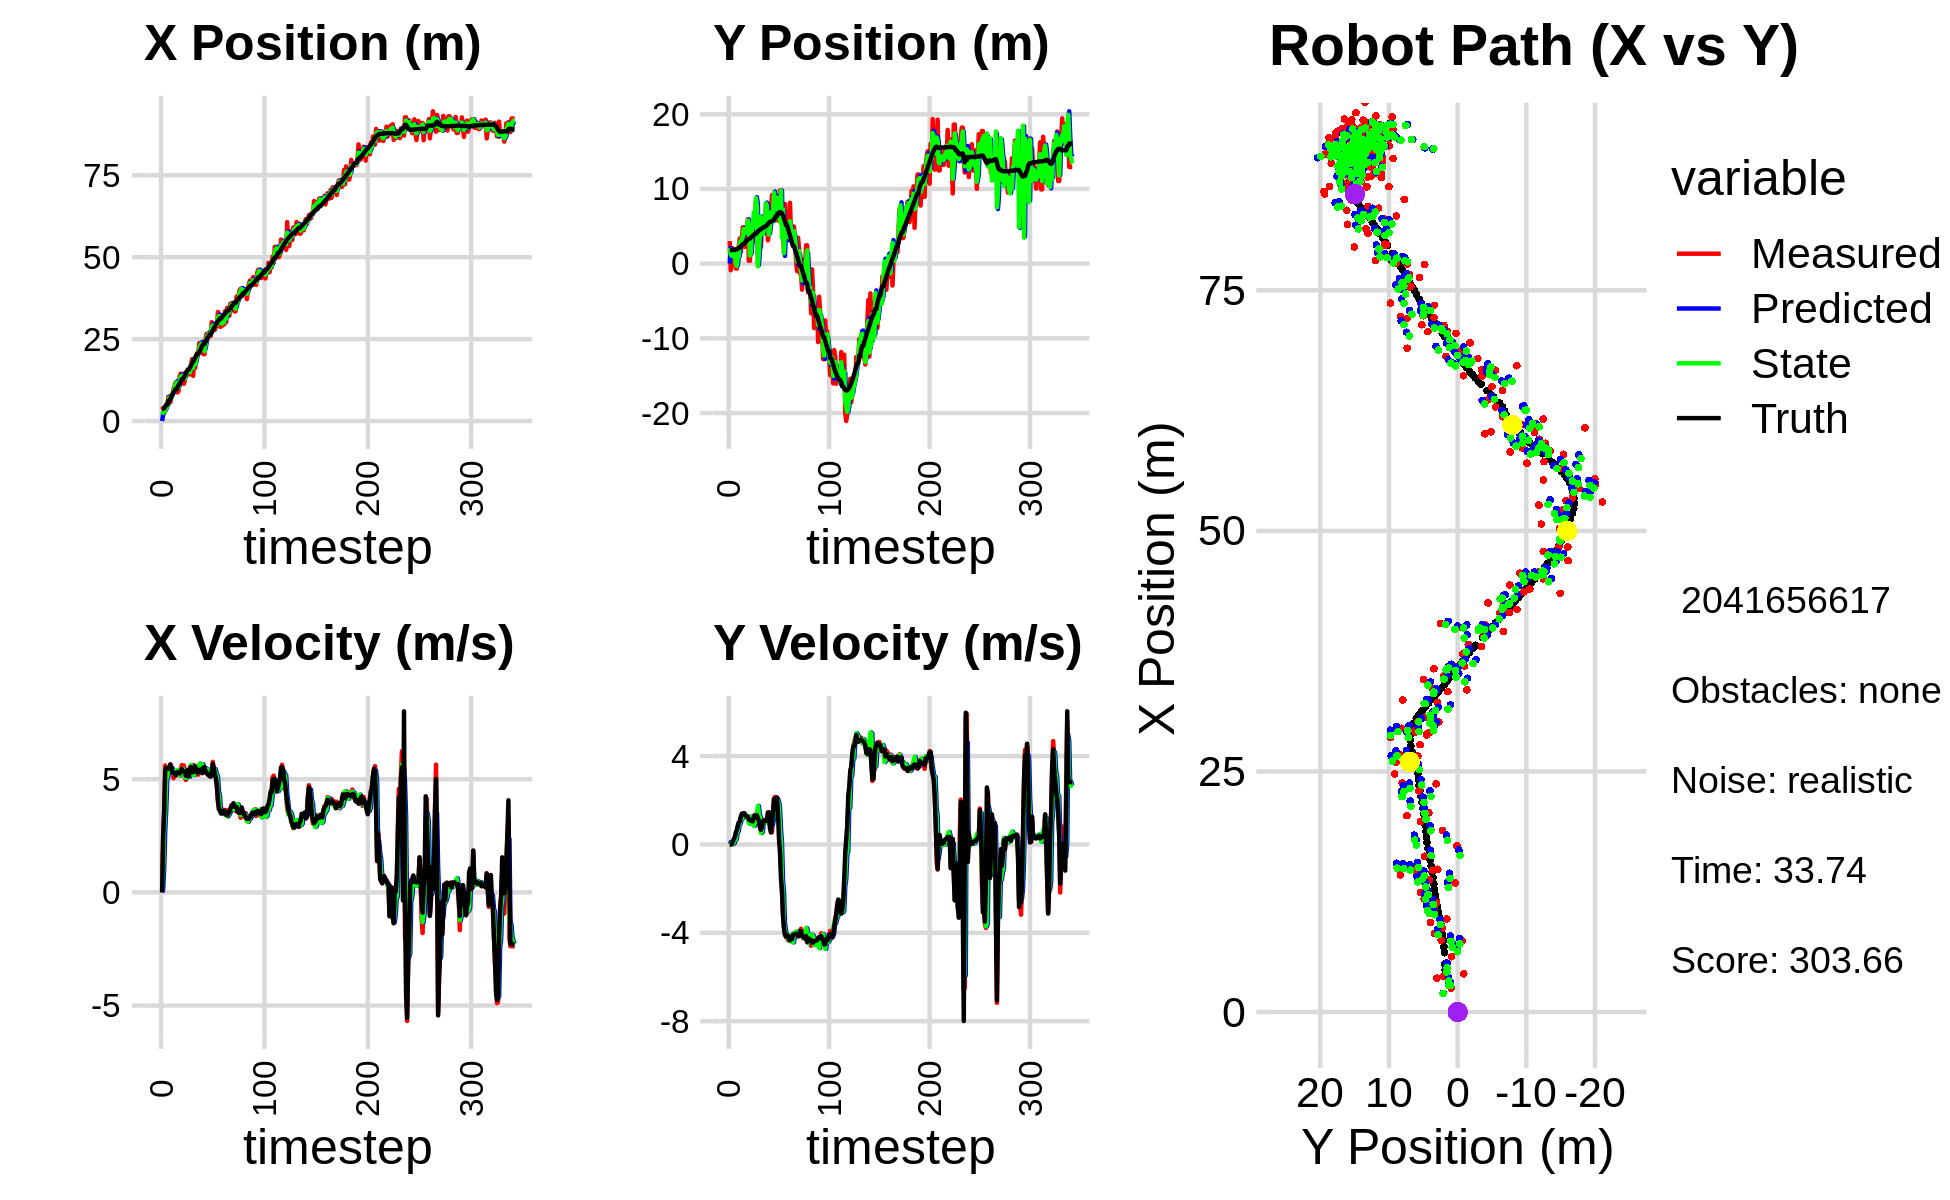 X Position (m)
75
50
25
0
0
100
200
300
timestep
Y Position (m)
20
10
0
-10
-20
0
100
200
300
timestep
X Velocity (m/s)
5
0
-5
0
100
200
300
timestep
Y Velocity (m/s)
4
0
-4
-8
0
100
200
300
timestep
Robot Path (X vs Y)
X Position (m)
75
50
25
0
20 10 0 -10 -20
Y Position (m)
variable
Measured
Predicted
State
Truth
2041656617
Obstacles: none
Noise: realistic
Time: 33.74
Score: 303.66